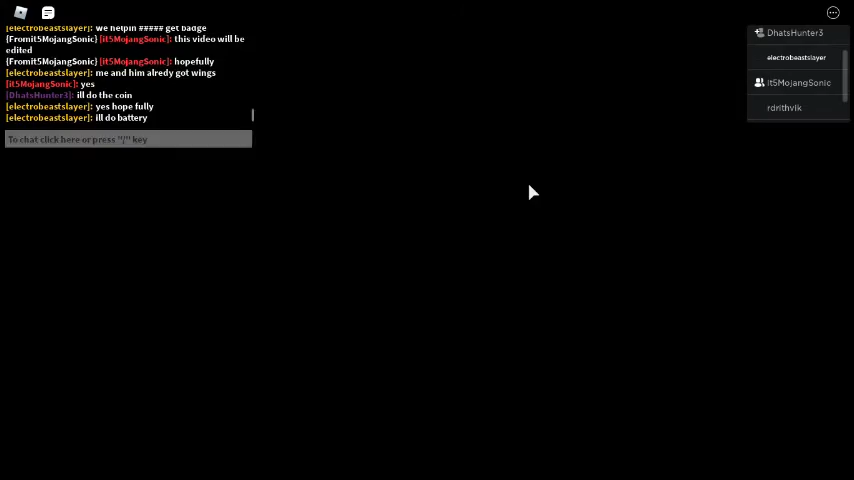 [electrobeastslayer]: we helpin ##### get badge
{Fromit5MojangSonic} [it5MojangSonic]: this video will be
edited
{Fromit5MojangSonic} [it5MojangSonic]: hopefully
[electrobeastslayer]: me and him alredy got wings
[it5MojangSonic]: yes
[DhatsHunter3]: ill do the coin
[electrobeastslayer]: yes hope fully
[electrobeastslayer]: ill do battery
To chat click here or press "/" key
DhatsHunter3
electrobeastslayer
it5MojangSonic
rdrithvik